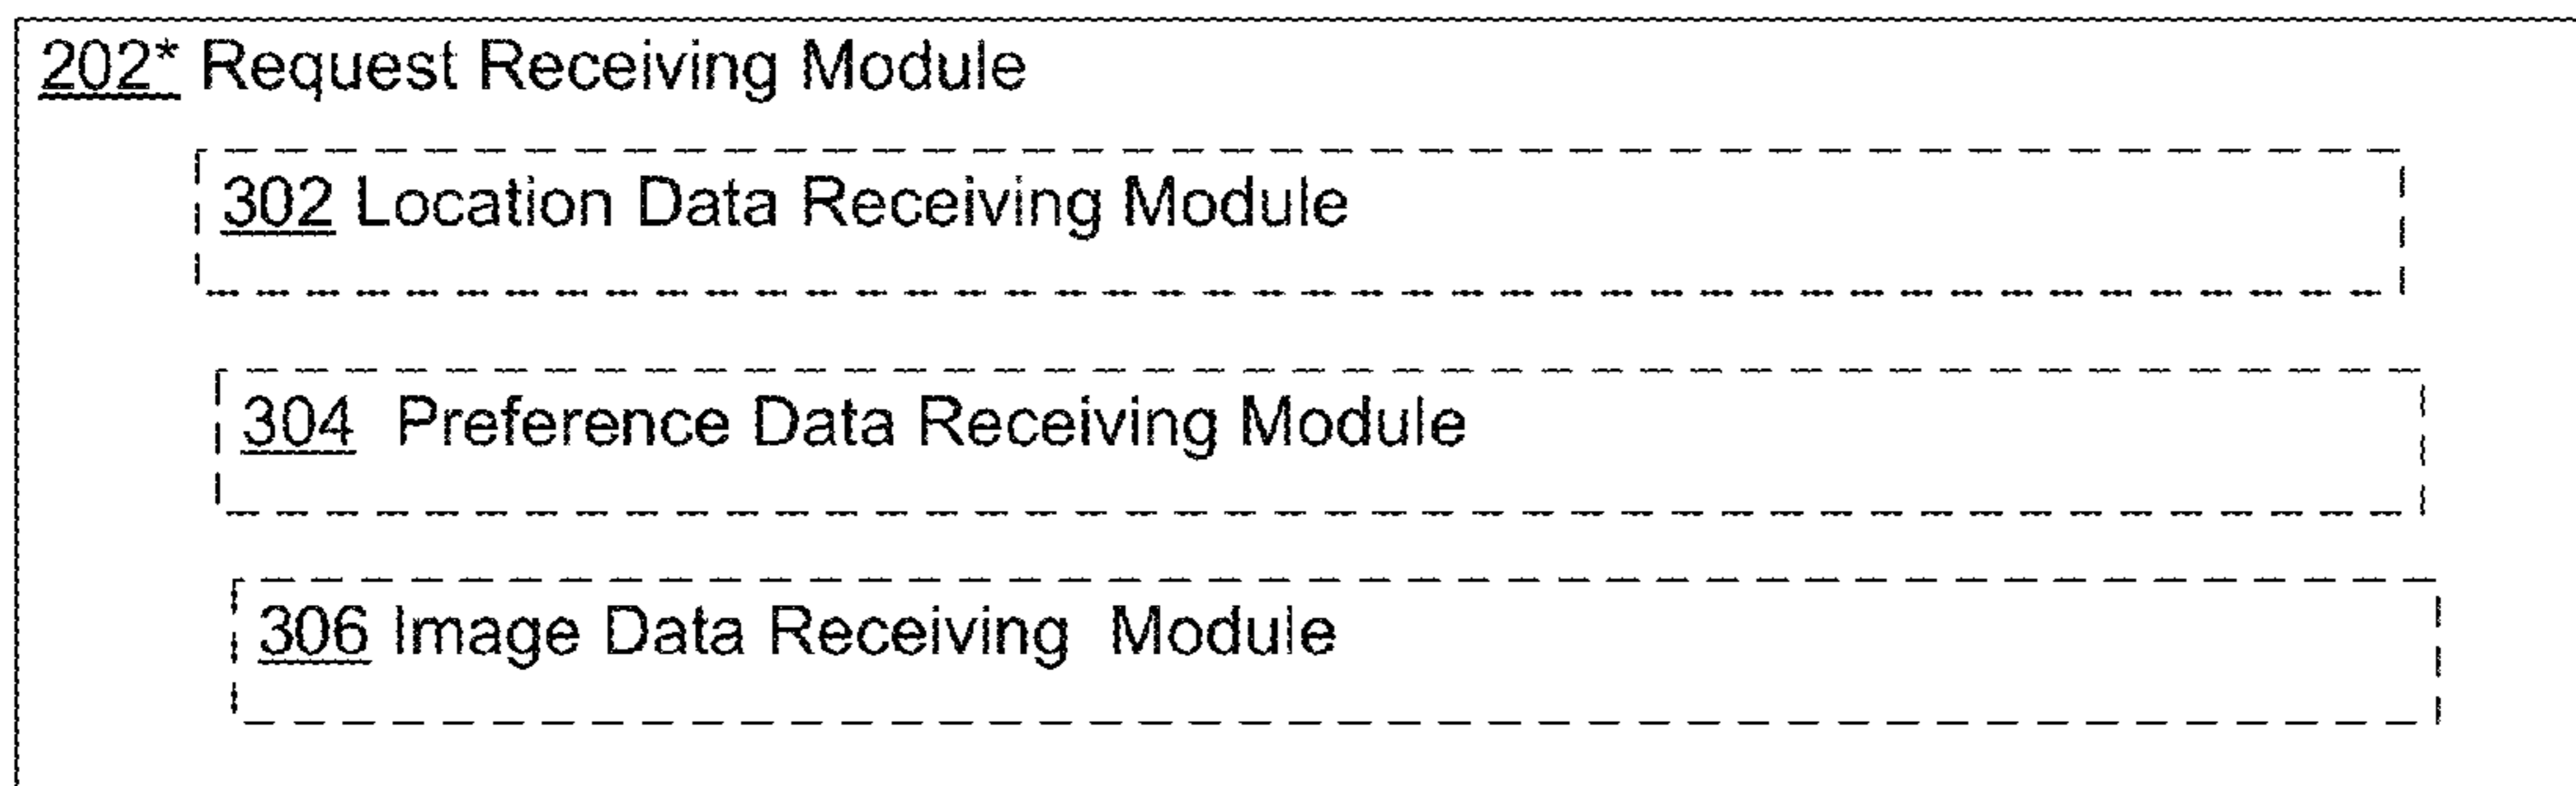 202* Request Receiving Module
302 Location Data Receiving Module
304 Preference Data Receiving Module
306 Image Data Receiving Module